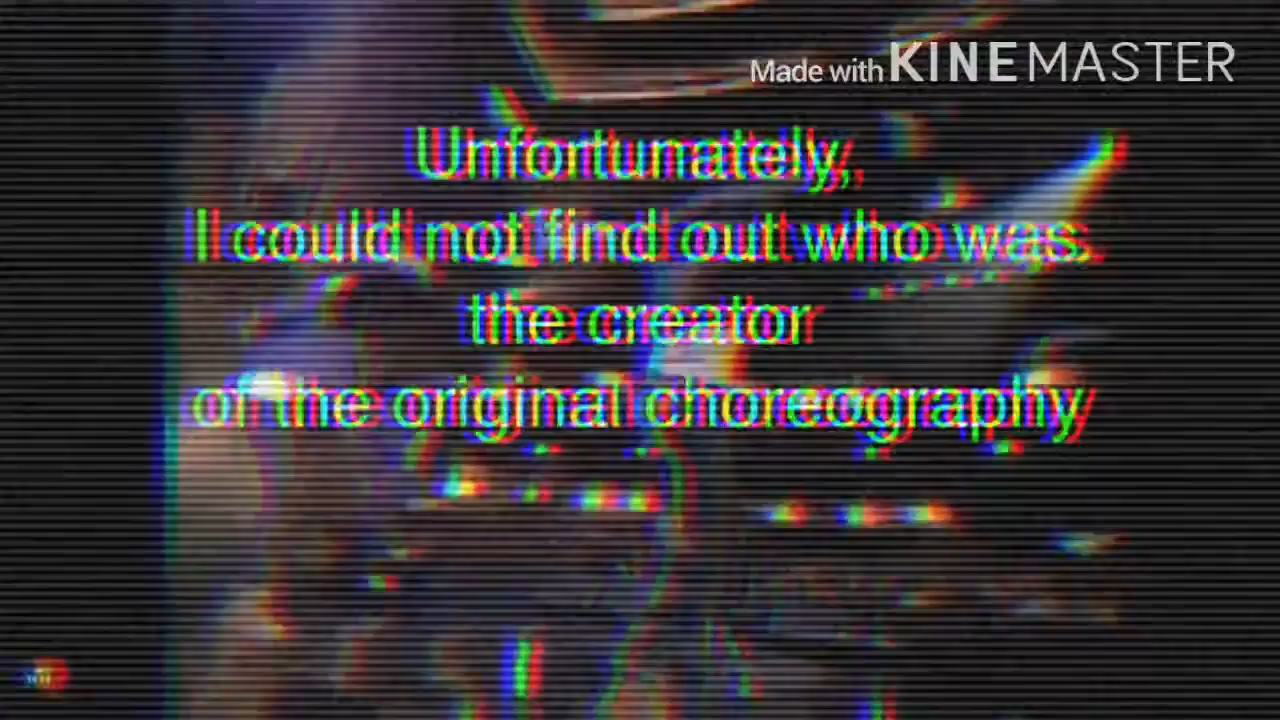 Made with KINEMASTER
Unfortunately,
I could not find out who was
the creator
of the original choreography